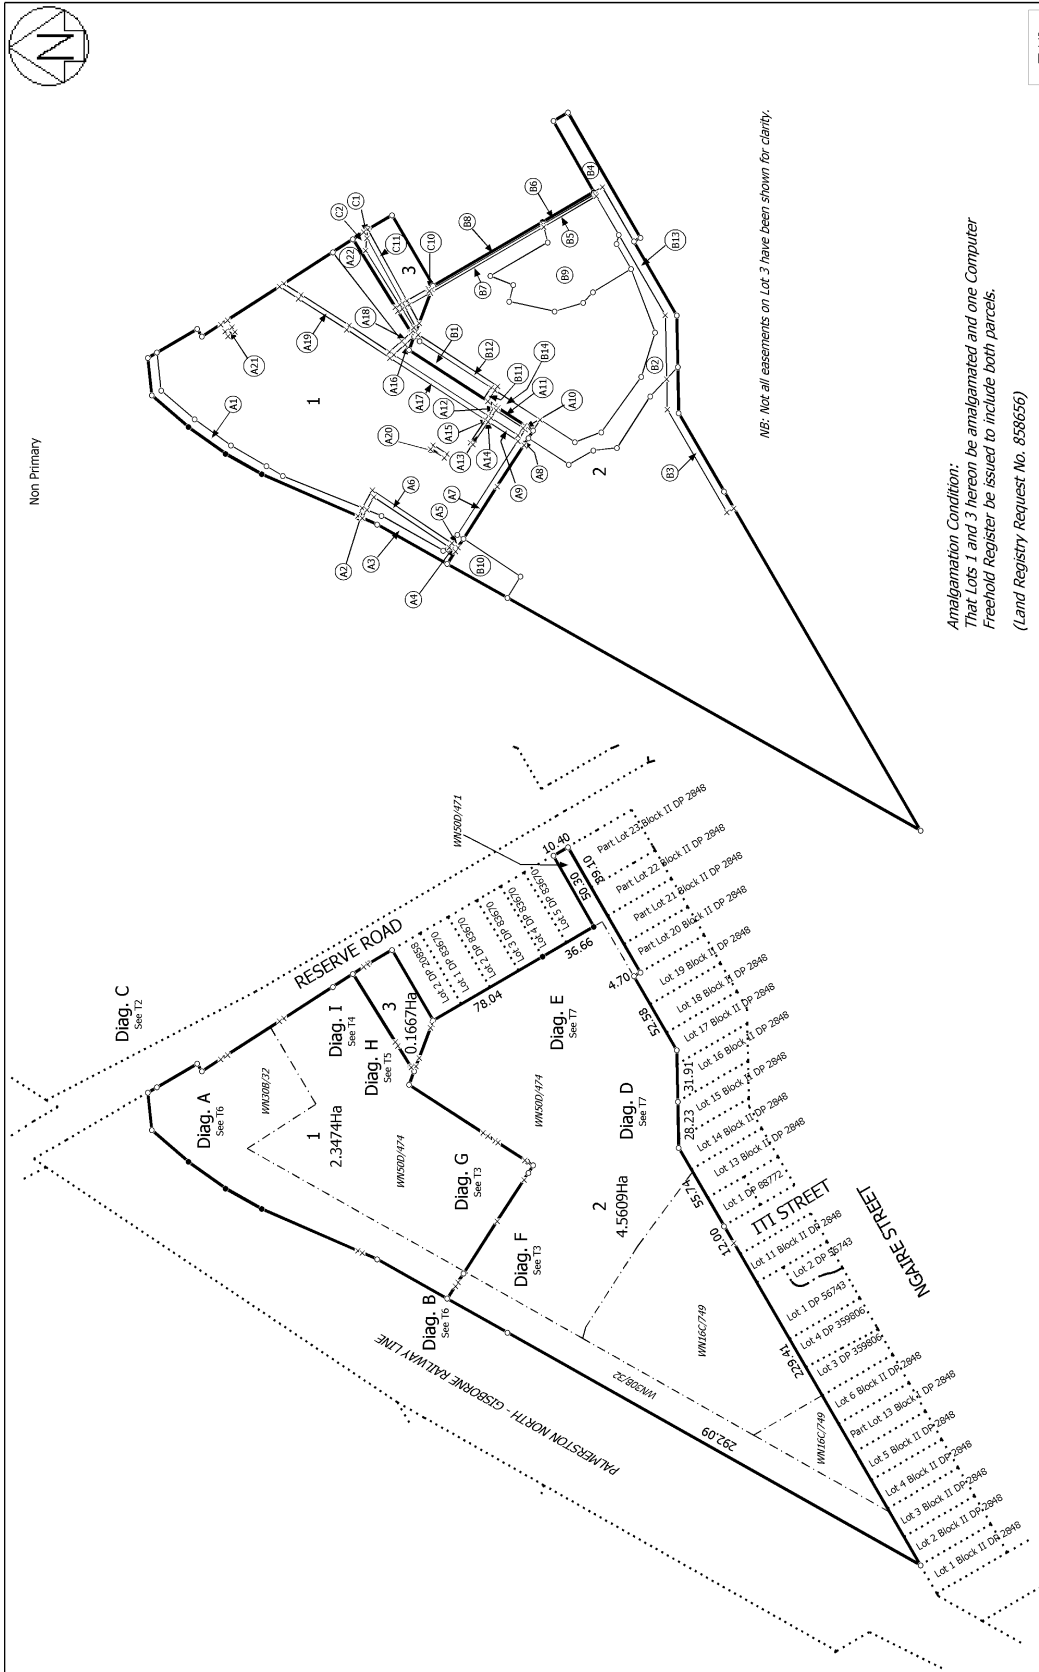 N
Non Primary
Diag. C
See T2
RESERVE ROAD
Diag. A
See T6
WN30B/32
Diag. I
See T4
Diag. H
See T5
3
0.1667Ha
1
2.3474Ha
WN50D/474
Diag. G
See T3
Diag. B
See T6
Diag. F
See T3
Diag. E
See T7
WN50D/474
2
4.5609Ha
Diag. D
See T7
WN50D/471
10.40
50.30
89.10
36.66
78.04
4.70
52.58
31.91
28.23
55.74
12.00
229.41
292.09
WN30B/32
WN16C/749
WN16C/749
PALMERSTON NORTH - GISBORNE RAILWAY LINE
ITI STREET
NGAIRE STREET
Lot 2 DP 20858
Lot 1 DP 83670
Lot 2 DP 83670
Lot 3 DP 83670
Lot 4 DP 83670
Lot 5 DP 83670
Part Lot 23 Block II DP 2848
Part Lot 22 Block II DP 2848
Part Lot 21 Block II DP 2848
Part Lot 20 Block II DP 2848
Lot 19 Block II DP 2848
Lot 18 Block II DP 2848
Lot 17 Block II DP 2848
Lot 16 Block II DP 2848
Lot 15 Block II DP 2848
Lot 14 Block II DP 2848
Lot 13 Block II DP 2848
Lot 1 DP 88772
Lot 11 Block II DP 2848
Lot 2 DP 56743
Lot 1 DP 56743
Lot 4 DP 359806
Lot 3 DP 359806
Lot 6 Block II DP 2848
Part Lot 13 Block I DP 2848
Lot 5 Block II DP 2848
Lot 4 Block II DP 2848
Lot 3 Block II DP 2848
Lot 2 Block II DP 2848
Lot 1 Block II DP 2848
A1
A2
A3
A4
A5
A6
A7
A8
A9
A10
A11
A12
A13
A14
A15
A16
A17
A18
A19
A20
A21
A22
B1
B2
B3
B4
B5
B6
B7
B8
B9
B10
B11
B12
B13
B14
C1
C2
C10
C11
1
2
3
NB: Not all easements on Lot 3 have been shown for clarity.
Amalgamation Condition:
That Lots 1 and 3 hereon be amalgamated and one Computer
Freehold Register be issued to include both parcels.
(Land Registry Request No. 858656)